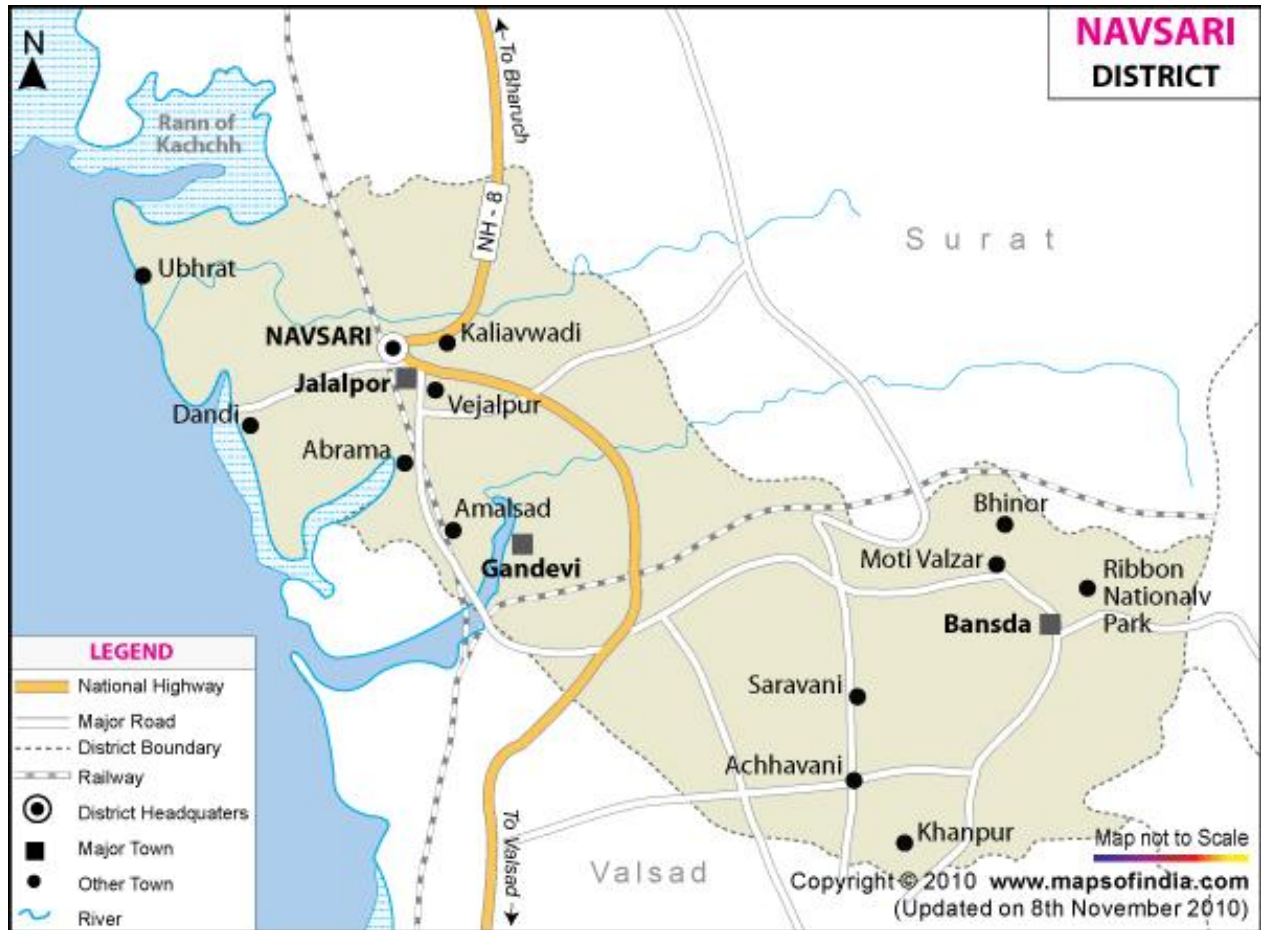 NAVSARI
DISTRICT
N
To Bharuch
Rann of
Kachchh
NH - 8
Surat
Ubhrat
NAVSARI
Kaliavwadi
Jalalpor
Vejalpur
Dandi
Abrama
Amalsad
Gandevi
Bhinor
Moti Valzar
Ribbon
Nationalv
Park
Bansda
Saravani
Achhavani
Khanpur
To Valsad
Valsad
LEGEND
National Highway
Major Road
District Boundary
Railway
District Headquaters
Major Town
Other Town
River
Map not to Scale
Copyright © 2010 www.mapsofindia.com
(Updated on 8th November 2010)